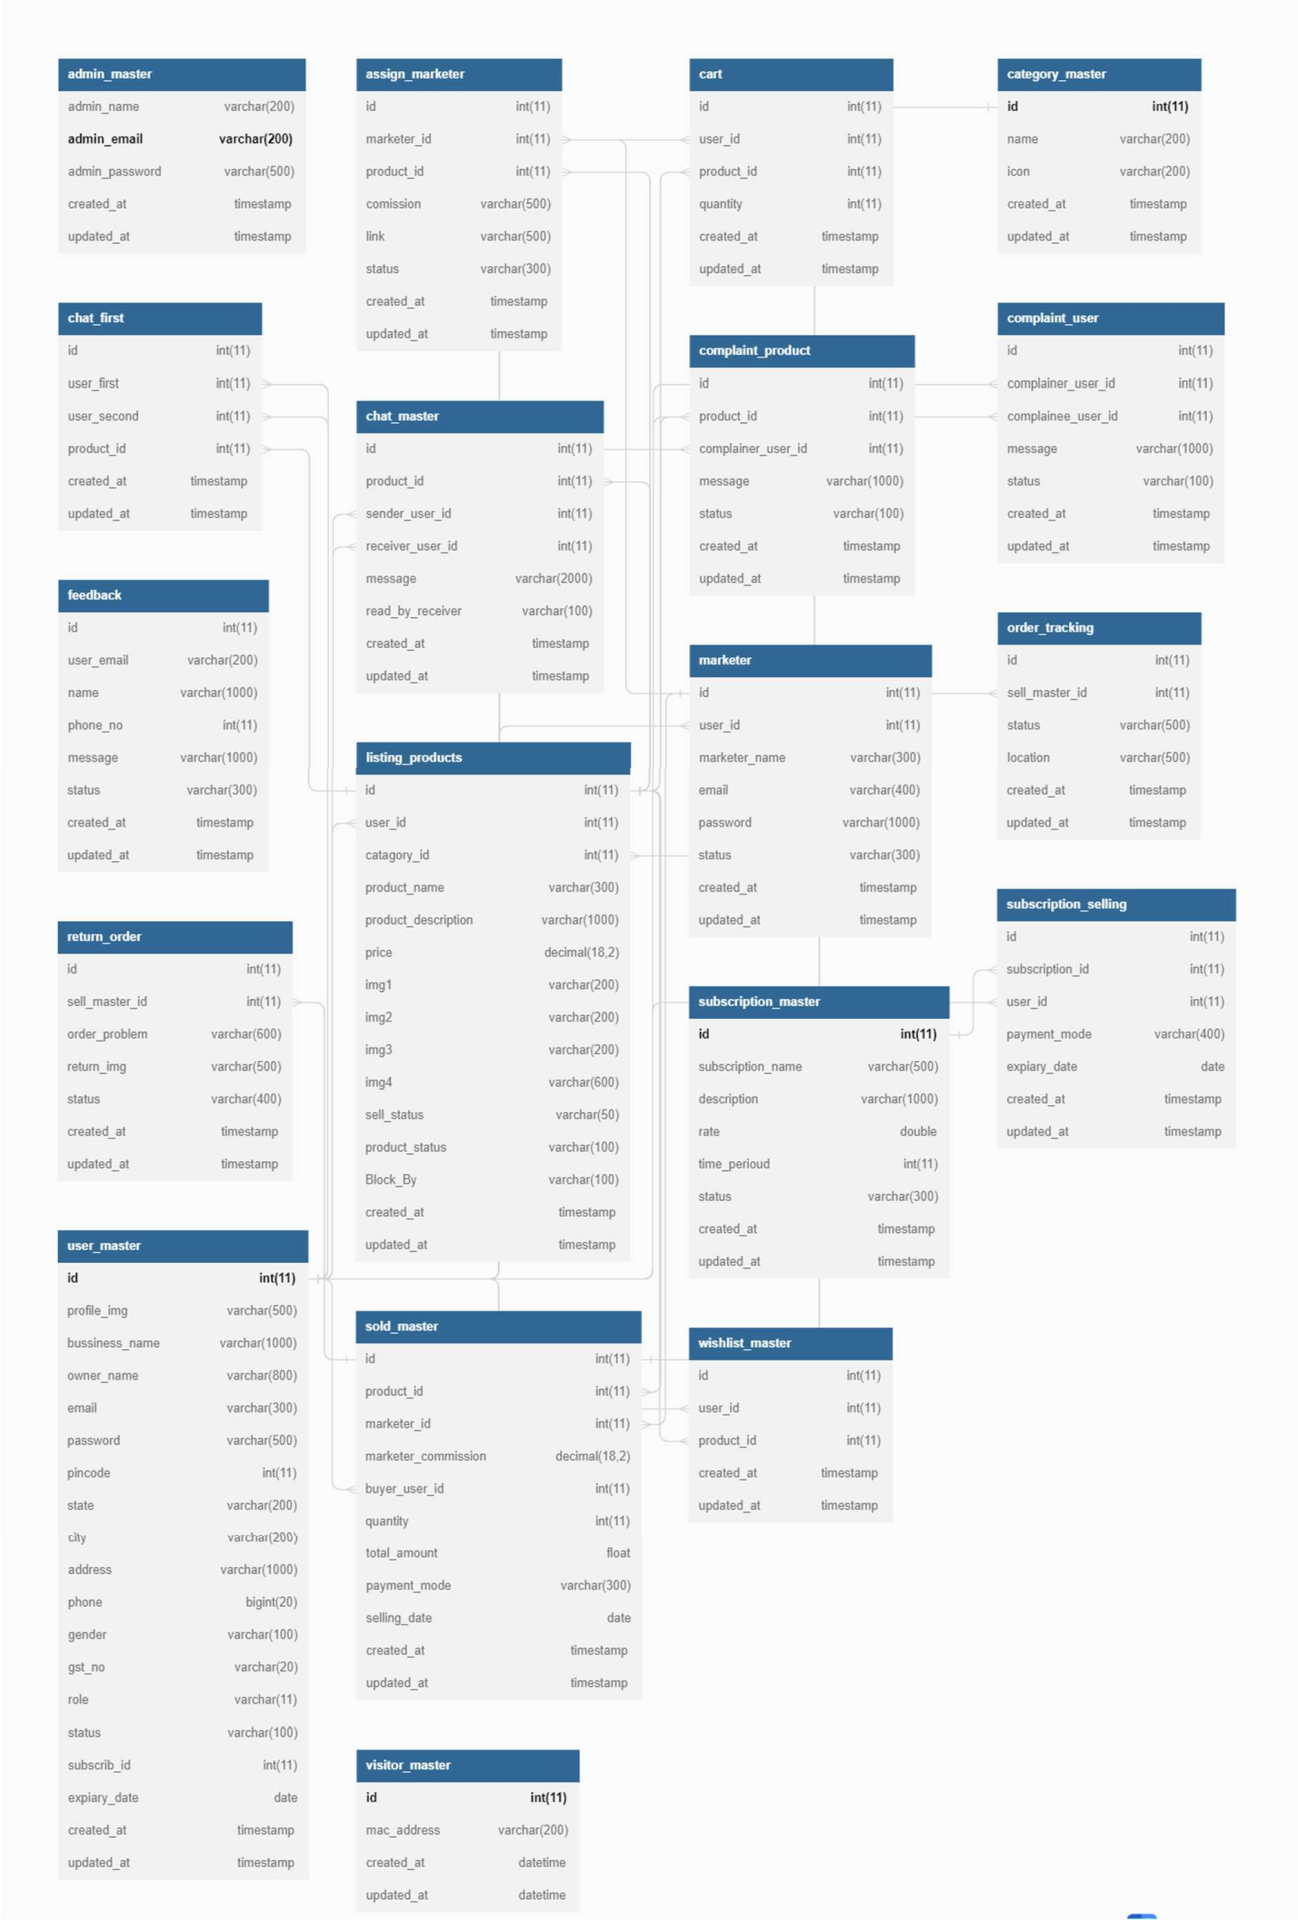 admin_master
admin_name varchar(200)
admin_email varchar(200)
admin_password varchar(500)
created_at timestamp
updated_at timestamp
chat_first
id int(11)
user_first int(11)
user_second int(11)
product_id int(11)
created_at timestamp
updated_at timestamp
feedback
id int(11)
user_email varchar(200)
name varchar(1000)
phone_no int(11)
message varchar(1000)
status varchar(300)
created_at timestamp
updated_at timestamp
return_order
id int(11)
sell_master_id int(11)
order_problem varchar(600)
return_img varchar(500)
status varchar(400)
created_at timestamp
updated_at timestamp
user_master
id int(11)
profile_img varchar(500)
bussiness_name varchar(1000)
owner_name varchar(800)
email varchar(300)
password varchar(500)
pincode int(11)
state varchar(200)
city varchar(200)
address varchar(1000)
phone bigint(20)
gender varchar(100)
gst_no varchar(20)
role varchar(11)
status varchar(100)
subscrib_id int(11)
expiary_date date
created_at timestamp
updated_at timestamp
assign_marketer
id int(11)
marketer_id int(11)
product_id int(11)
comission varchar(500)
link varchar(500)
status varchar(300)
created_at timestamp
updated_at timestamp
chat_master
id int(11)
product_id int(11)
sender_user_id int(11)
receiver_user_id int(11)
message varchar(2000)
read_by_receiver varchar(100)
created_at timestamp
updated_at timestamp
listing_products
id int(11)
user_id int(11)
catagory_id int(11)
product_name varchar(300)
product_description varchar(1000)
price decimal(18,2)
img1 varchar(200)
img2 varchar(200)
img3 varchar(200)
img4 varchar(600)
sell_status varchar(50)
product_status varchar(100)
Block_By varchar(100)
created_at timestamp
updated_at timestamp
sold_master
id int(11)
product_id int(11)
marketer_id int(11)
marketer_commission decimal(18,2)
buyer_user_id int(11)
quantity int(11)
total_amount float
payment_mode varchar(300)
selling_date date
created_at timestamp
updated_at timestamp
visitor_master
id int(11)
mac_address varchar(200)
created_at datetime
updated_at datetime
cart
id int(11)
user_id int(11)
product_id int(11)
quantity int(11)
created_at timestamp
updated_at timestamp
complaint_product
id int(11)
product_id int(11)
complainer_user_id int(11)
message varchar(1000)
status varchar(100)
created_at timestamp
updated_at timestamp
marketer
id int(11)
user_id int(11)
marketer_name varchar(300)
email varchar(400)
password varchar(1000)
status varchar(300)
created_at timestamp
updated_at timestamp
subscription_master
id int(11)
subscription_name varchar(500)
description varchar(1000)
rate double
time_perioud int(11)
status varchar(300)
created_at timestamp
updated_at timestamp
wishlist_master
id int(11)
user_id int(11)
product_id int(11)
created_at timestamp
updated_at timestamp
category_master
id int(11)
name varchar(200)
icon varchar(200)
created_at timestamp
updated_at timestamp
complaint_user
id int(11)
complainer_user_id int(11)
complainee_user_id int(11)
message varchar(1000)
status varchar(100)
created_at timestamp
updated_at timestamp
order_tracking
id int(11)
sell_master_id int(11)
status varchar(500)
location varchar(500)
created_at timestamp
updated_at timestamp
subscription_selling
id int(11)
subscription_id int(11)
user_id int(11)
payment_mode varchar(400)
expiary_date date
created_at timestamp
updated_at timestamp